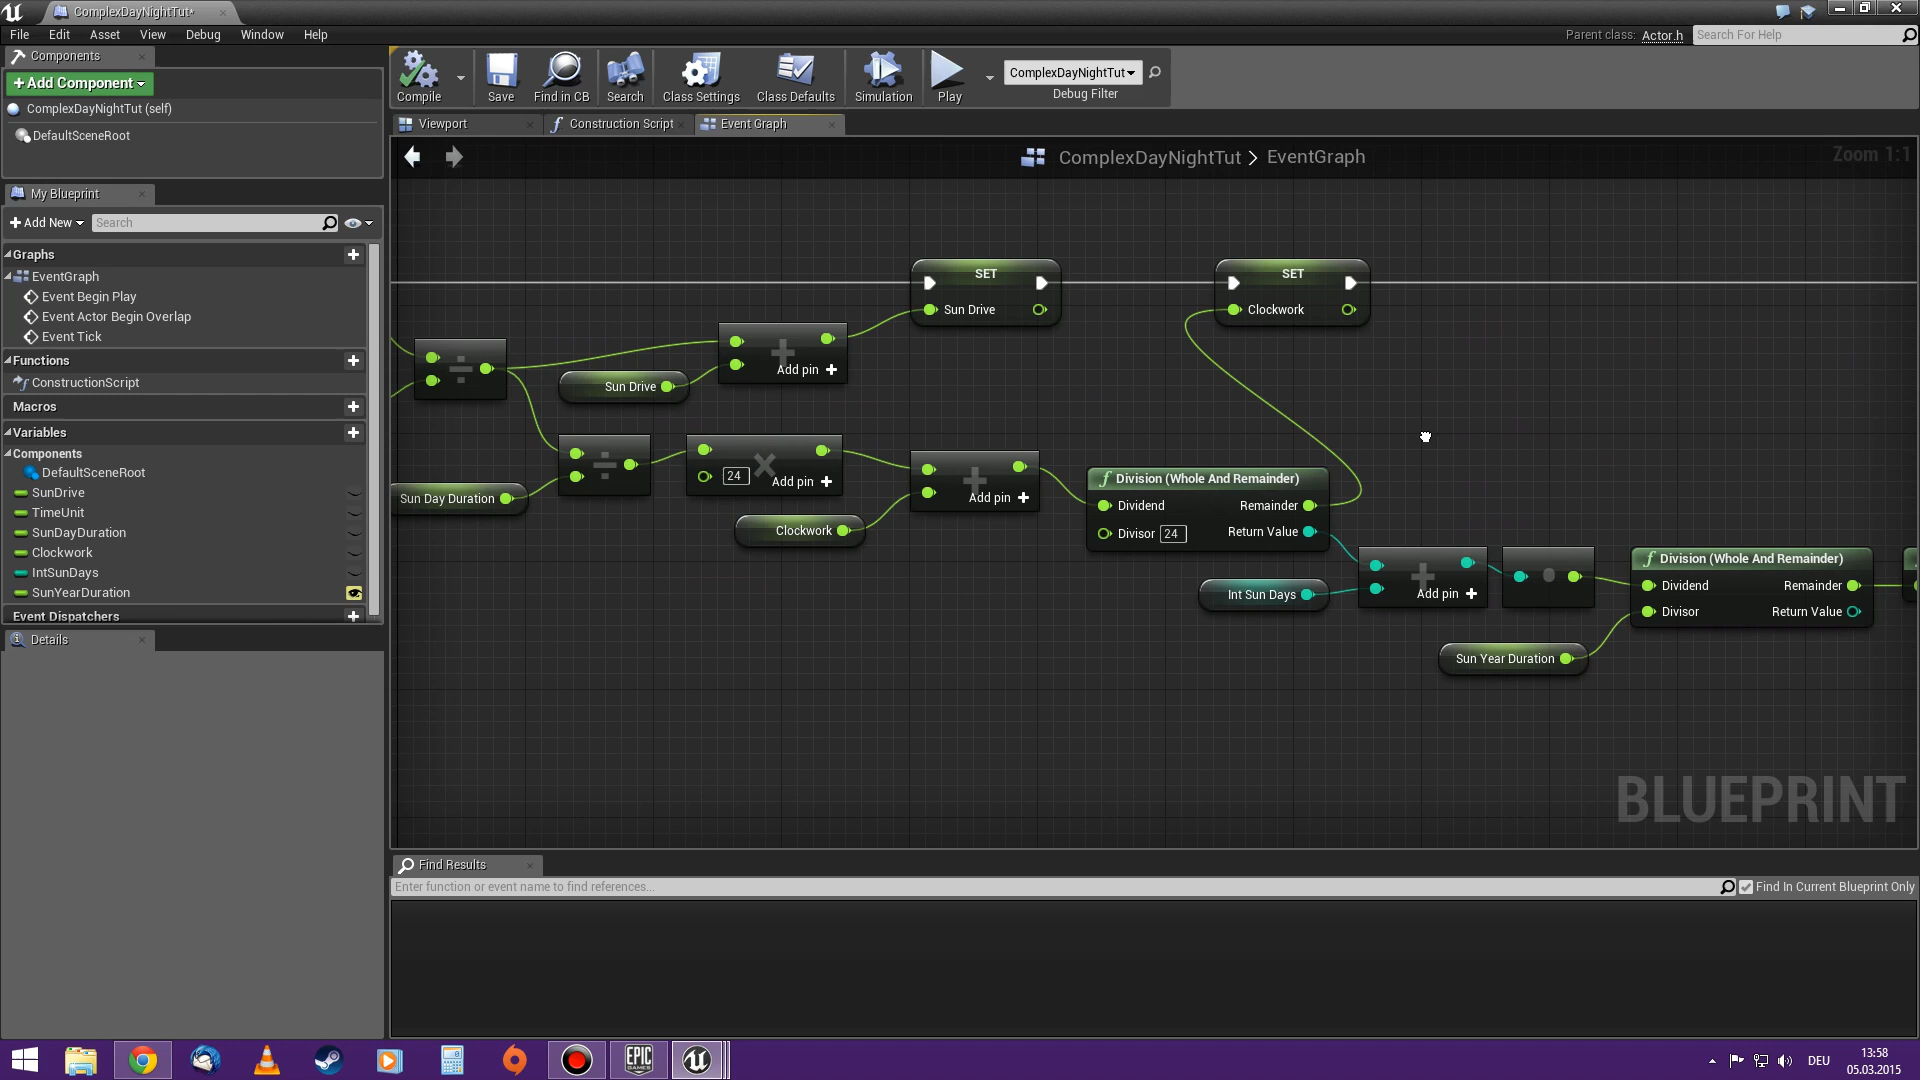 ComplexDayNightTut*
File Edit Asset View Debug Window Help
Parent class: Actor.h Search For Help
Components
+Add Component
ComplexDayNightTut (self)
DefaultSceneRoot
Compile Save Find in CB Search Class Settings Class Defaults Simulation Play
ComplexDayNightTut
Debug Filter
Viewport Construction Script Event Graph
ComplexDayNightTut > EventGraph
Zoom 1:1
My Blueprint
+Add New Search
Graphs
EventGraph
Event Begin Play
Event Actor Begin Overlap
Event Tick
Functions
ConstructionScript
Macros
Variables
Components
DefaultSceneRoot
SunDrive
TimeUnit
SunDayDuration
Clockwork
IntSunDays
SunYearDuration
Event Dispatchers
Details
SET
Sun Drive
SET
Clockwork
Add pin +
Sun Drive
Sun Day Duration
24
Add pin +
Clockwork
Add pin +
Division (Whole And Remainder)
Dividend Remainder
Divisor 24 Return Value
Int Sun Days
Add pin +
Division (Whole And Remainder)
Dividend Remainder
Divisor Return Value
Sun Year Duration
BLUEPRINT
Find Results
Enter function or event name to find references...
Find In Current Blueprint Only
EPIC
GAMES
DEU
13:58
05.03.2015